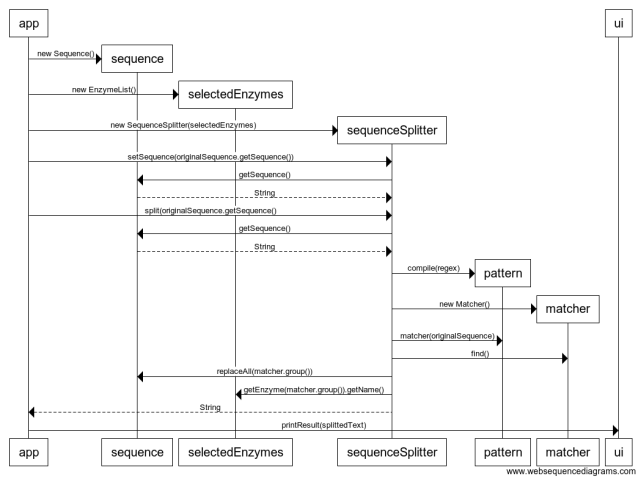 app ui
new Sequence() sequence
new EnzymeList() selectedEnzymes
new SequenceSplitter(selectedEnzymes) sequenceSplitter
setSequence(originalSequence.getSequence())
getSequence()
String
split(originalSequence.getSequence()
getSequence()
String
compile(regex) pattern
new Matcher() matcher
matcher(originalSequence)
find()
replaceAll(matcher.group())
getEnzyme(matcher.group()).getName()
String
printResult(splittedText)
app sequence selectedEnzymes sequenceSplitter pattern matcher ui
www.websequencediagrams.com